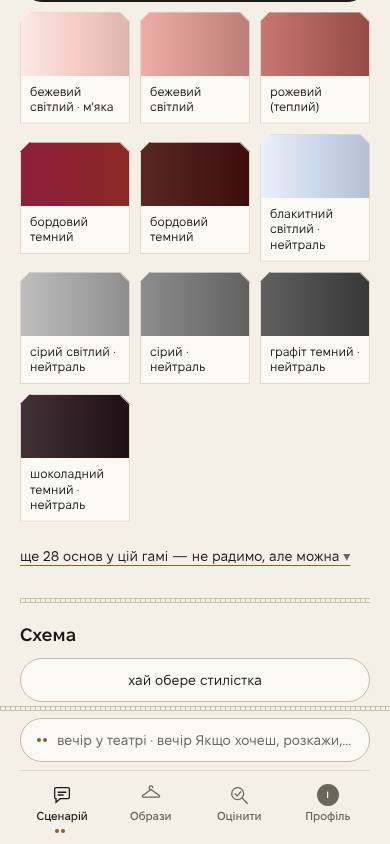 бежевий
світлий · м'яка
бежевий
світлий
рожевий
(теплий)
бордовий
темний
бордовий
темний
блакитний
світлий ·
нейтраль
сірий світлий ·
нейтраль
сірий ·
нейтраль
графіт темний ·
нейтраль
шоколадний
темний ·
нейтраль
ще 28 основ у цій гамі — не радимо, але можна ▾
Схема
хай обере стилістка
вечір у театрі · вечір Якщо хочеш, розкажи,...
Сценарій
Образи
Оцінити
І
Профіль